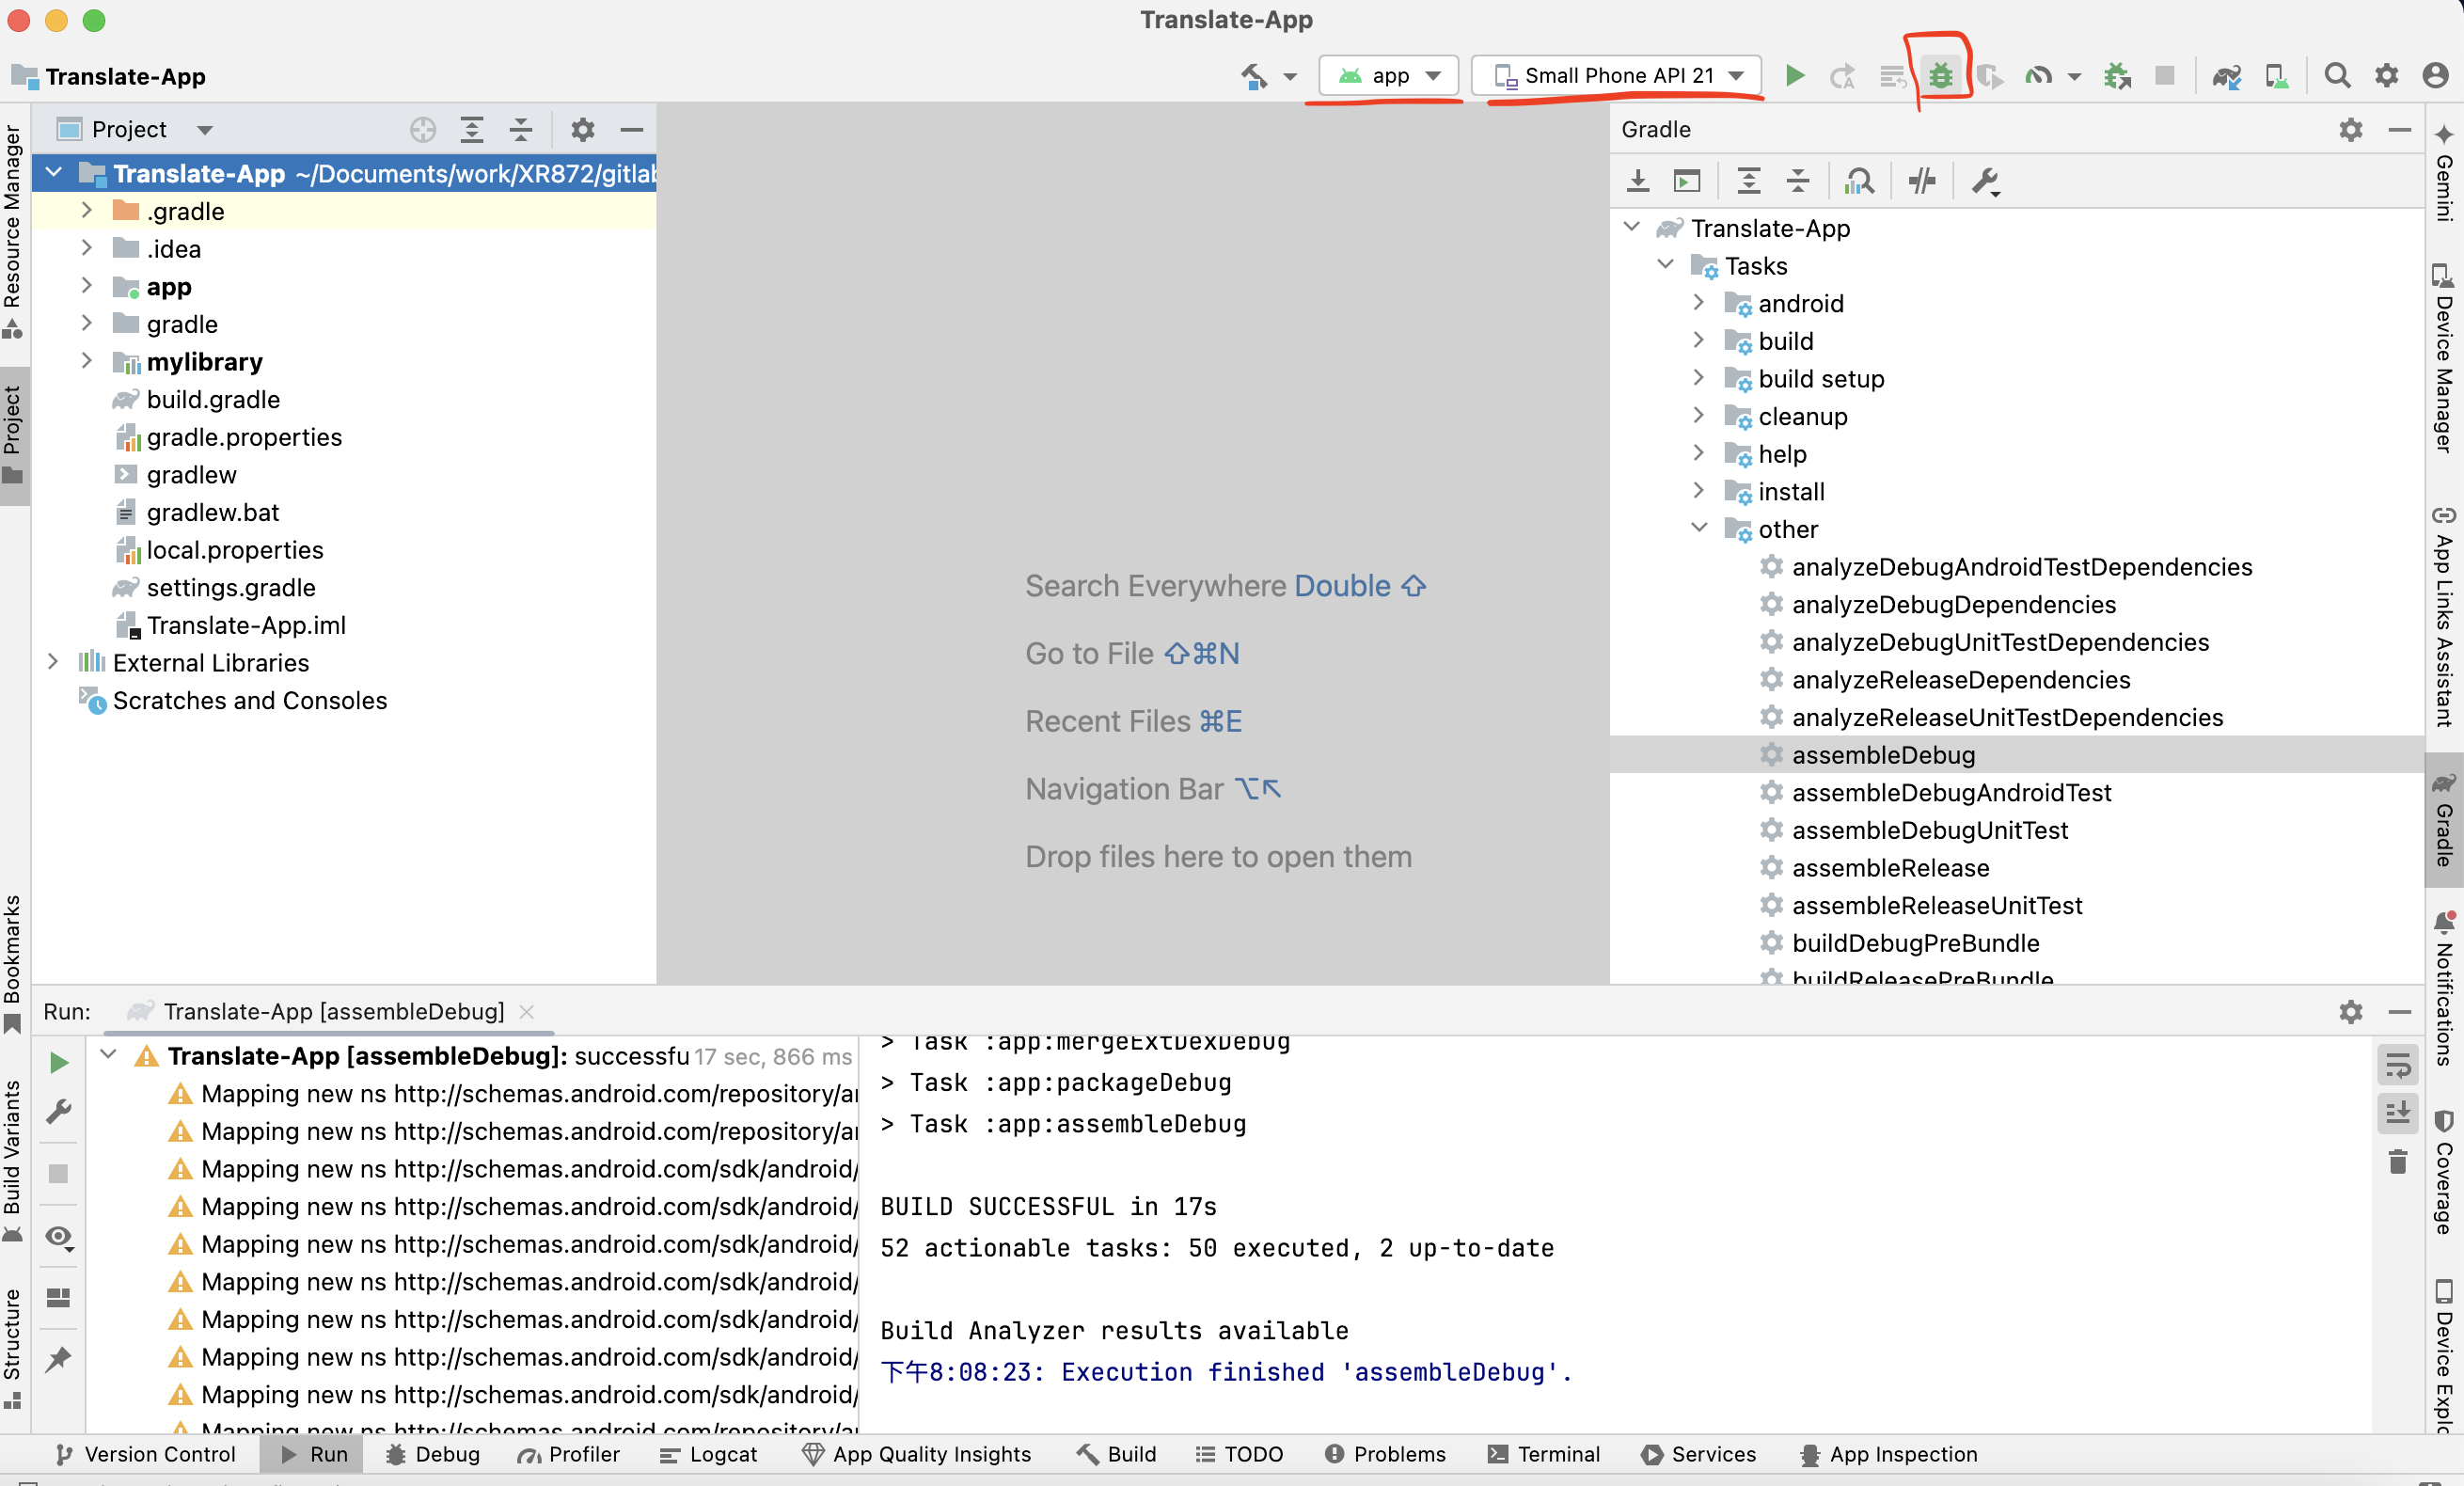 Translate-App
Translate-App
app
Small Phone API 21
Resource Manager
Project
Bookmarks
Build Variants
Structure
Project
Translate-App ~/Documents/work/XR872/gitlab
.gradle
.idea
app
gradle
mylibrary
build.gradle
gradle.properties
gradlew
gradlew.bat
local.properties
settings.gradle
Translate-App.iml
External Libraries
Scratches and Consoles
Search Everywhere Double ⇧
Go to File ⇧⌘N
Recent Files ⌘E
Navigation Bar ⌥↖
Drop files here to open them
Gradle
Translate-App
Tasks
android
build
build setup
cleanup
help
install
other
analyzeDebugAndroidTestDependencies
analyzeDebugDependencies
analyzeDebugUnitTestDependencies
analyzeReleaseDependencies
analyzeReleaseUnitTestDependencies
assembleDebug
assembleDebugAndroidTest
assembleDebugUnitTest
assembleRelease
assembleReleaseUnitTest
buildDebugPreBundle
buildReleasePreBundle
Gemini
Device Manager
App Links Assistant
Gradle
Notifications
Coverage
Device Explo
Run: Translate-App [assembleDebug]
Translate-App [assembleDebug]: successfu 17 sec, 866 ms
Mapping new ns http://schemas.android.com/repository/a
Mapping new ns http://schemas.android.com/repository/a
Mapping new ns http://schemas.android.com/sdk/android/
Mapping new ns http://schemas.android.com/sdk/android/
Mapping new ns http://schemas.android.com/sdk/android/
Mapping new ns http://schemas.android.com/sdk/android/
Mapping new ns http://schemas.android.com/sdk/android/
Mapping new ns http://schemas.android.com/sdk/android/
Mapping new ns http://schemas.android.com/sdk/android/
Mapping new ns http://schemas.android.com/repository/a
> Task :app:mergeExtDexDebug
> Task :app:packageDebug
> Task :app:assembleDebug
BUILD SUCCESSFUL in 17s
52 actionable tasks: 50 executed, 2 up-to-date
Build Analyzer results available
下午8:08:23: Execution finished 'assembleDebug'.
Version Control
Run
Debug
Profiler
Logcat
App Quality Insights
Build
TODO
Problems
Terminal
Services
App Inspection